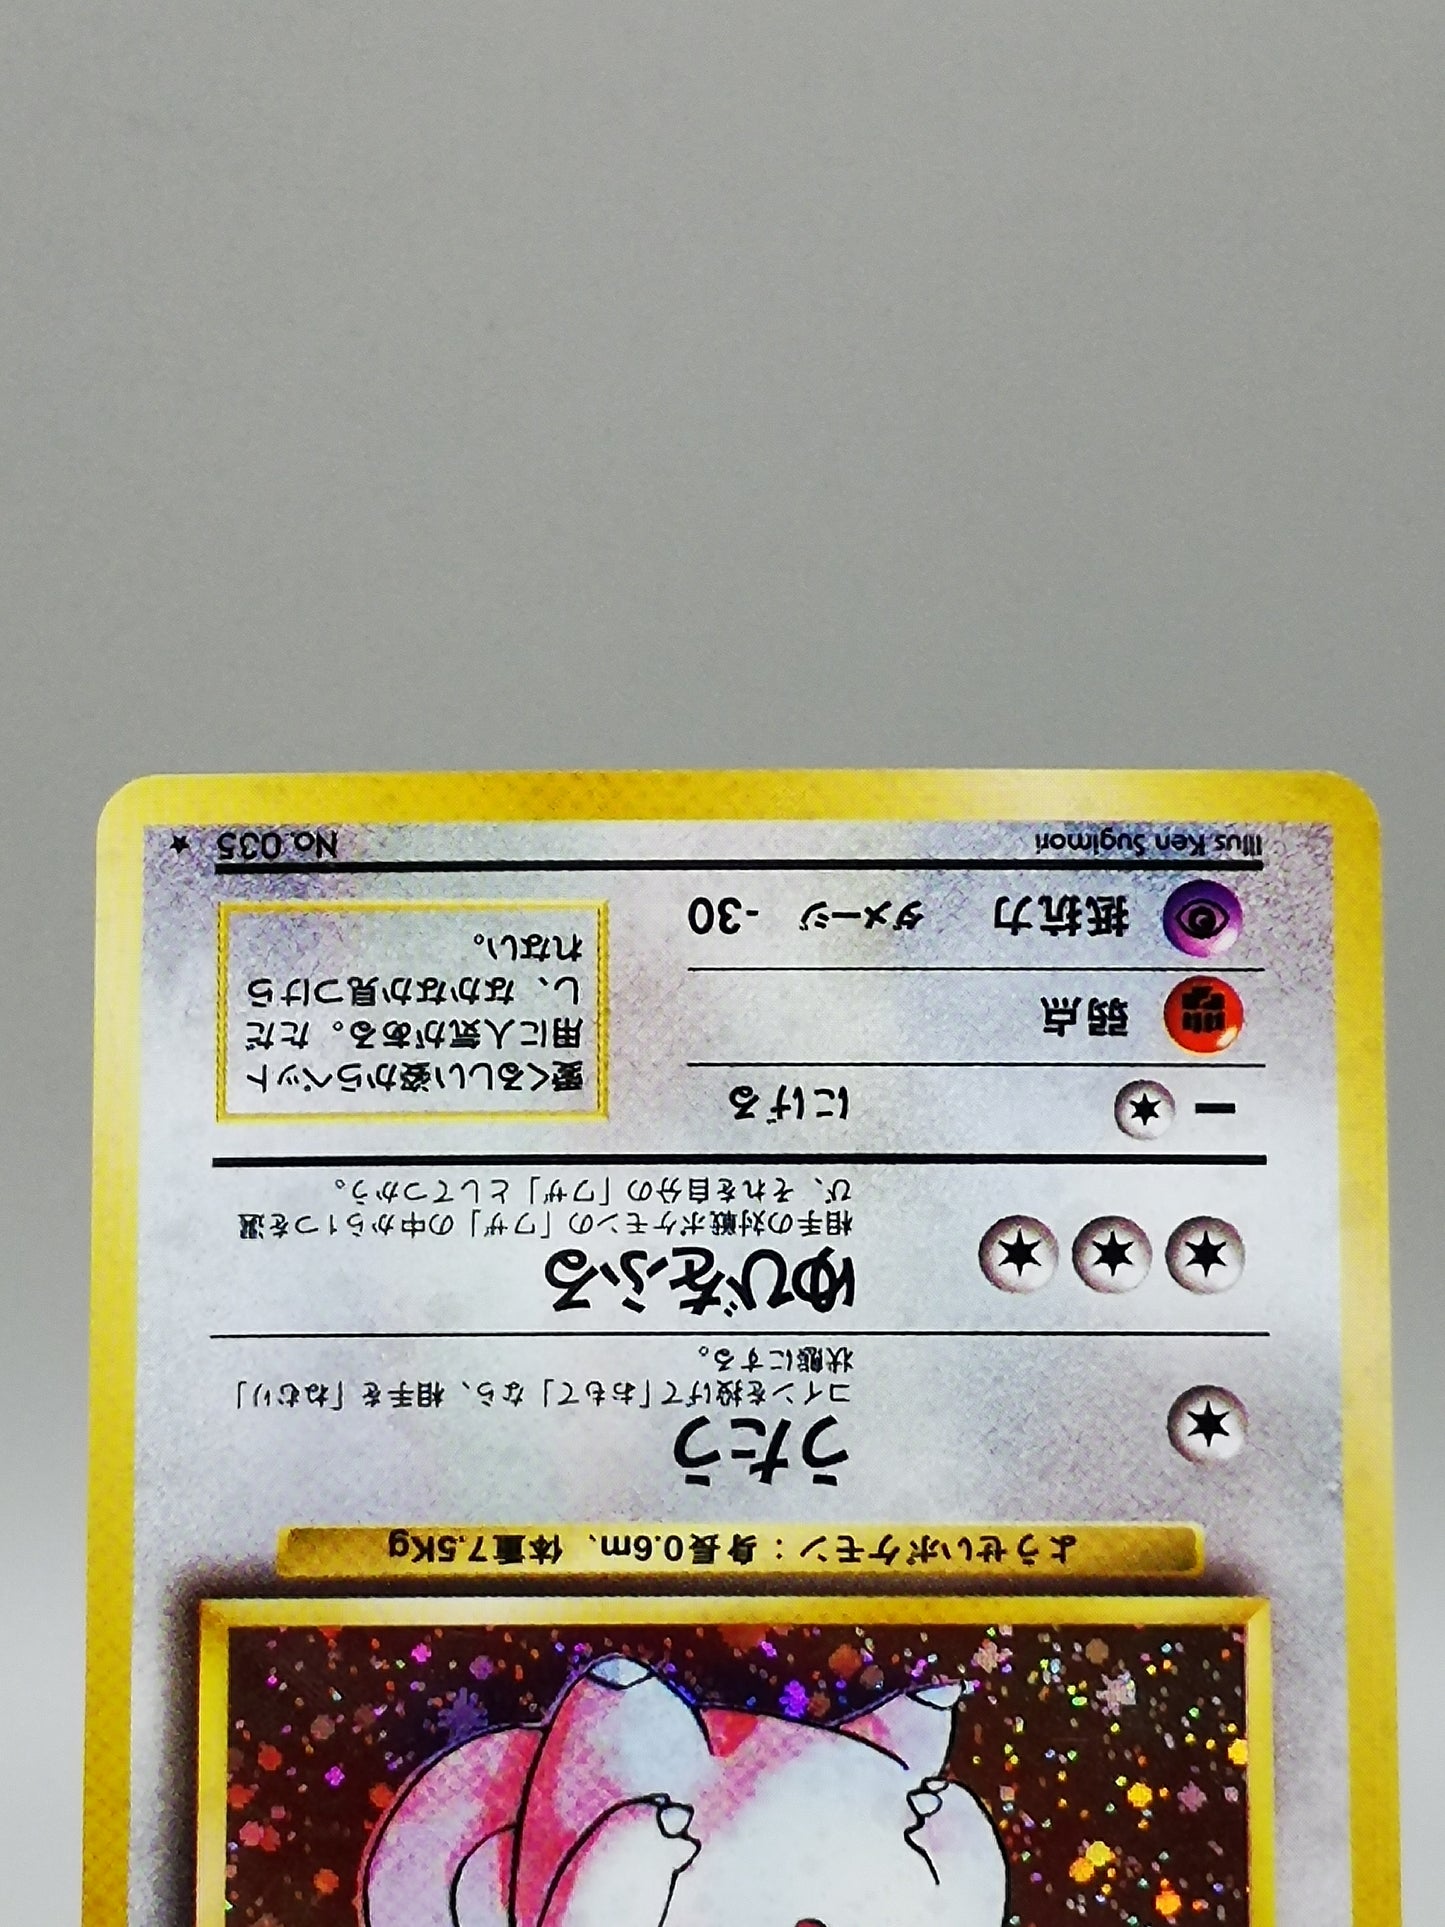 ようせいポケモン：身長0.6m、体重7.5Kg
うたう
コインを投げて「おもて」なら、相手を「ねむり」
状態にする。
ゆびをふる
相手の対戦ポケモンの「ワザ」の中から1つを選
び、それを自分の「ワザ」としてつかう。
にげる
弱点
抵抗力 ダメージ -30
愛くるしい姿からペット
用に人気がある。ただ
し、なかなか見つけら
れない。
Illus Ken Sugimori
No.035